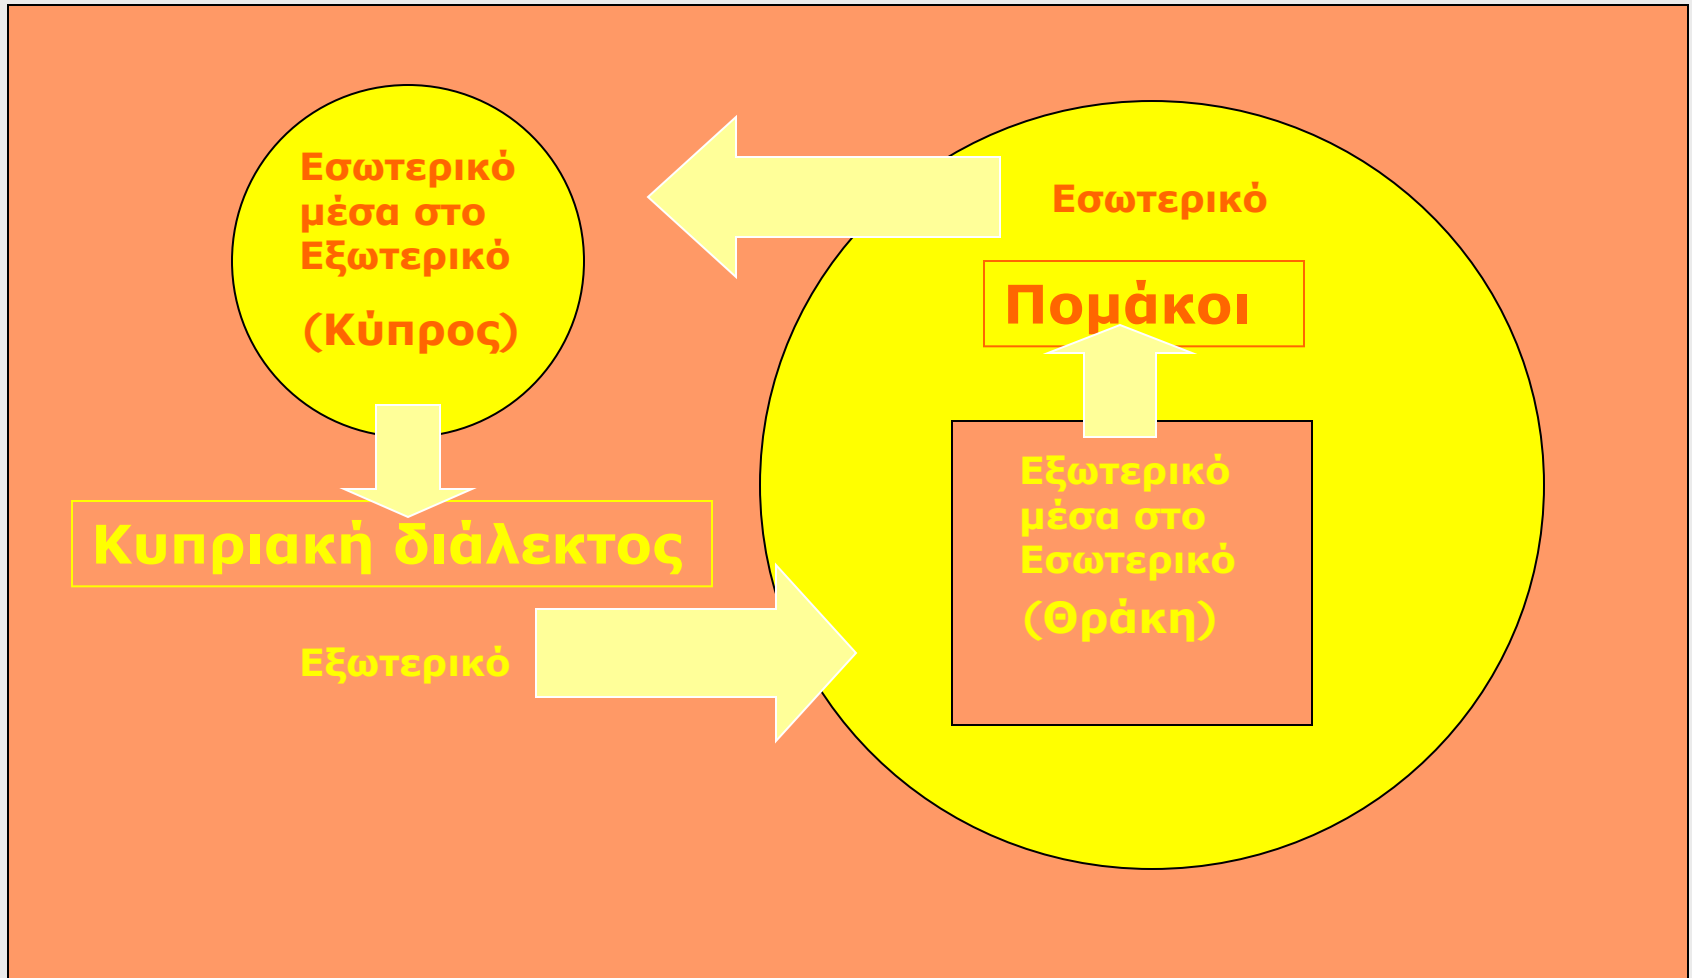 Εσωτερικό
μέσα στο
Εξωτερικό
(Κύπρος)
Κυπριακή διάλεκτος
Εξωτερικό
Εσωτερικό
Πομάκοι
Εξωτερικό
μέσα στο
Εσωτερικό
(Θράκη)